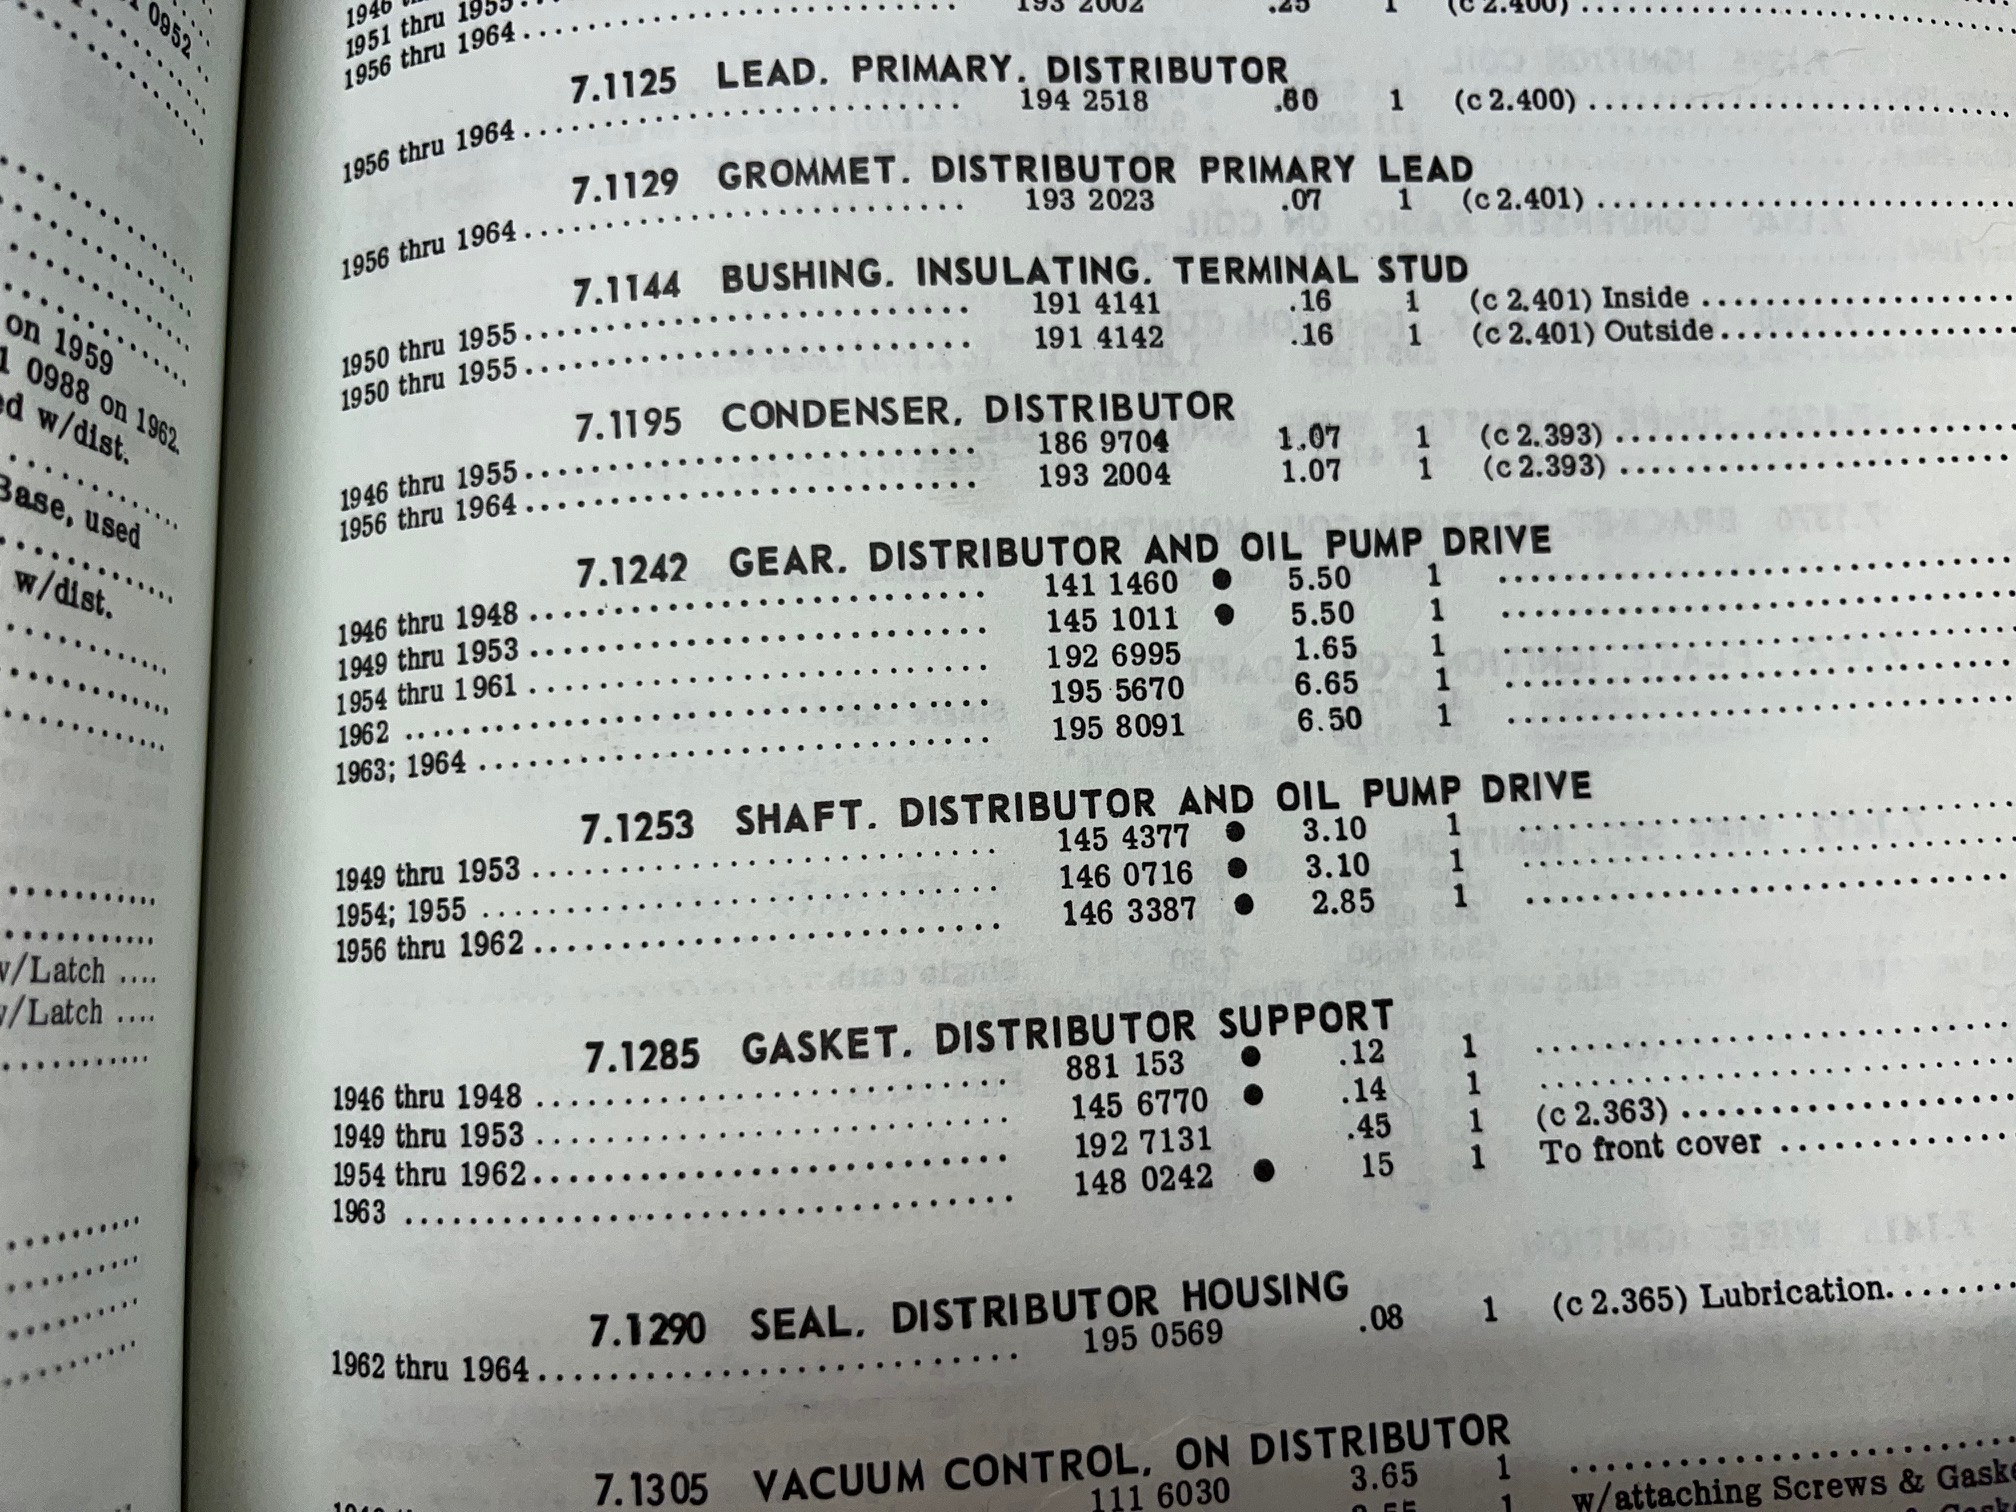 0952
on 1959
1 0988 on 1962.
w/dist.
Base, used
w/dist.
w/Latch ....
/Latch ....
1951 thru 1955
1956 thru 1964 ........ 193 2002 .25 1 (c 2.400) ........
7.1125 LEAD. PRIMARY. DISTRIBUTOR
1956 thru 1964 ........ 194 2518 .60 1 (c 2.400) ........
7.1129 GROMMET. DISTRIBUTOR PRIMARY LEAD
1956 thru 1964 ........ 193 2023 .07 1 (c 2.401) ........
7.1144 BUSHING. INSULATING. TERMINAL STUD
1950 thru 1955 ........ 191 4141 .16 1 (c 2.401) Inside ........
1950 thru 1955 ........ 191 4142 .16 1 (c 2.401) Outside ........
7.1195 CONDENSER, DISTRIBUTOR
1946 thru 1955 ........ 186 9704 1.07 1 (c 2.393) ........
1956 thru 1964 ........ 193 2004 1.07 1 (c 2.393) ........
7.1242 GEAR. DISTRIBUTOR AND OIL PUMP DRIVE
1946 thru 1948 ........ 141 1460 ● 5.50 1 ........
1949 thru 1953 ........ 145 1011 ● 5.50 1 ........
1954 thru 1961 ........ 192 6995 1.65 1 ........
1962 ........ 195 5670 6.65 1 ........
1963; 1964 ........ 195 8091 6.50 1 ........
7.1253 SHAFT. DISTRIBUTOR AND OIL PUMP DRIVE
1949 thru 1953 ........ 145 4377 ● 3.10 1 ........
1954; 1955 ........ 146 0716 ● 3.10 1 ........
1956 thru 1962 ........ 146 3387 ● 2.85 1 ........
7.1285 GASKET. DISTRIBUTOR SUPPORT
1946 thru 1948 ........ 881 153 ● .12 1 ........
1949 thru 1953 ........ 145 6770 ● .14 1 ........
1954 thru 1962 ........ 192 7131 .45 1 (c 2.363) ........
1963 ........ 148 0242 ● 15 1 To front cover ........
7.1290 SEAL. DISTRIBUTOR HOUSING
1962 thru 1964 ........ 195 0569 .08 1 (c 2.365) Lubrication ........
7.1305 VACUUM CONTROL, ON DISTRIBUTOR
111 6030 3.65 1 ........
1 w/attaching Screws &